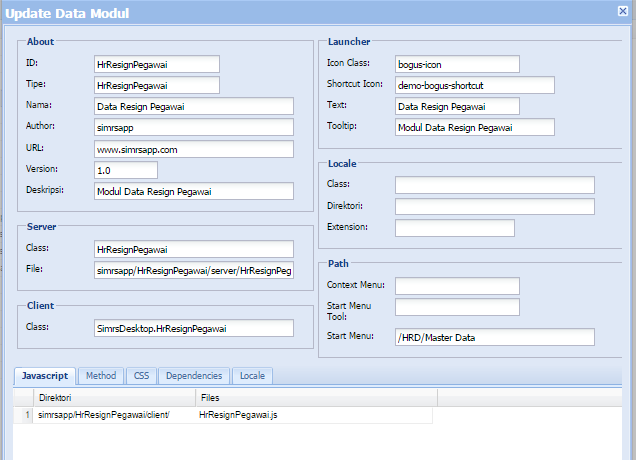 Update Data Modul
About
ID: HrResignPegawai
Tipe: HrResignPegawai
Nama: Data Resign Pegawai
Author: simrsapp
URL: www.simrsapp.com
Version: 1.0
Deskripsi: Modul Data Resign Pegawai
Server
Class: HrResignPegawai
File: simrsapp/HrResignPegawai/server/HrResignPeg
Client
Class: SimrsDesktop.HrResignPegawai
Launcher
Icon Class: bogus-icon
Shortcut Icon: demo-bogus-shortcut
Text: Data Resign Pegawai
Tooltip: Modul Data Resign Pegawai
Locale
Class:
Direktori:
Extension:
Path
Context Menu:
Start Menu
Tool:
Start Menu: /HRD/Master Data
Javascript Method CSS Dependencies Locale
Direktori Files
1 simrsapp/HrResignPegawai/client/ HrResignPegawai.js